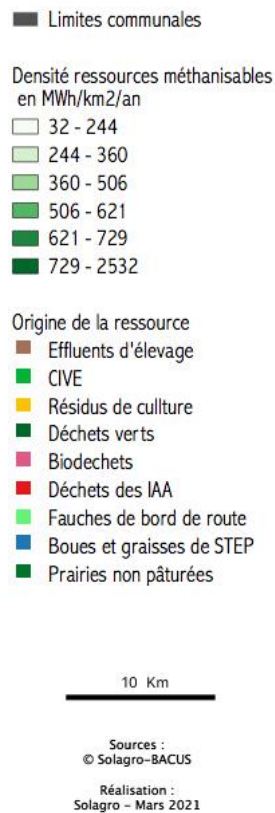 Limites communales
Densité ressources méthanisables
en MWh/km2/an
32 - 244
244 - 360
360 - 506
506 - 621
621 - 729
729 - 2532
Origine de la ressource
Effluents d'élevage
CIVE
Résidus de cullture
Déchets verts
Biodechets
Déchets des IAA
Fauches de bord de route
Boues et graisses de STEP
Prairies non pâturées
10 Km
Sources :
© Solagro-BACUS
Réalisation :
Solagro - Mars 2021